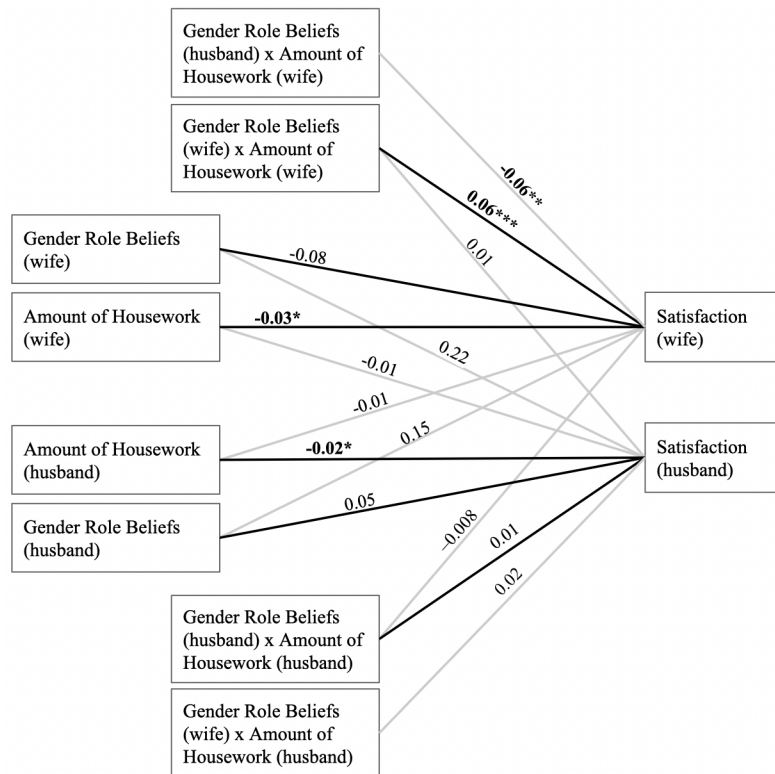 Gender Role Beliefs
(husband) x Amount of
Housework (wife)
Gender Role Beliefs
(wife) x Amount of
Housework (wife)
-0.06**
0.06***
0.01
Gender Role Beliefs
(wife)
-0.08
Amount of Housework
(wife)
-0.03*
Satisfaction
(wife)
0.22
-0.01
-0.01
0.15
Amount of Housework
(husband)
-0.02*
Satisfaction
(husband)
Gender Role Beliefs
(husband)
0.05
–0.008
0.01
0.02
Gender Role Beliefs
(husband) x Amount of
Housework (husband)
Gender Role Beliefs
(wife) x Amount of
Housework (husband)